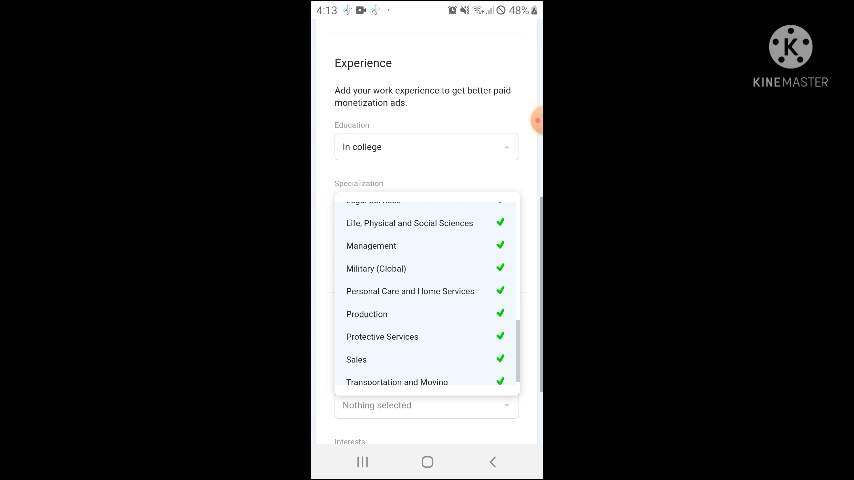 4:13
48%
Experience
Add your work experience to get better paid
monetization ads.
Education
In college
Specialization
Life, Physical and Social Sciences
Management
Military (Global)
Personal Care and Home Services
Production
Protective Services
Sales
Transportation and Moving
Nothing selected
Interests
K
KINEMASTER